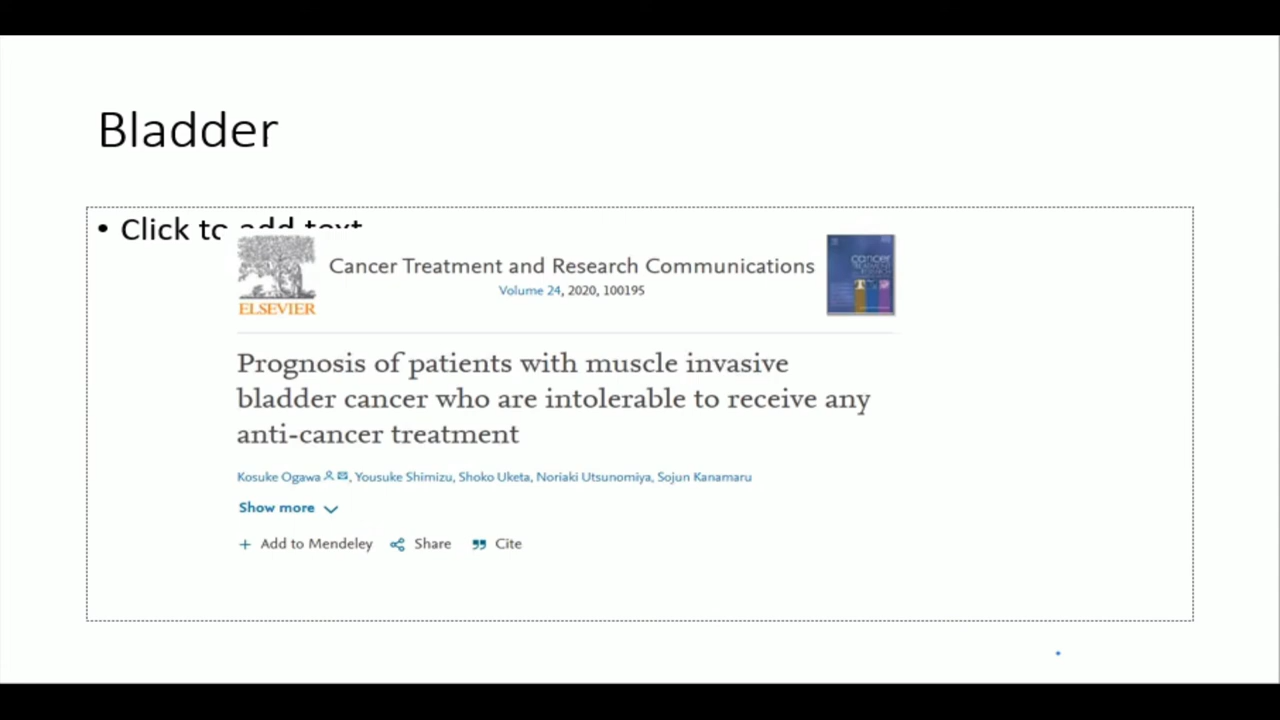 Bladder
• Click to add text
ELSEVIER
Cancer Treatment and Research Communications
Volume 24, 2020, 100195
cancer
Prognosis of patients with muscle invasive
bladder cancer who are intolerable to receive any
anti-cancer treatment
Kosuke Ogawa, Yousuke Shimizu, Shoko Uketa, Noriaki Utsunomiya, Sojun Kanamaru
Show more
+ Add to Mendeley Share Cite